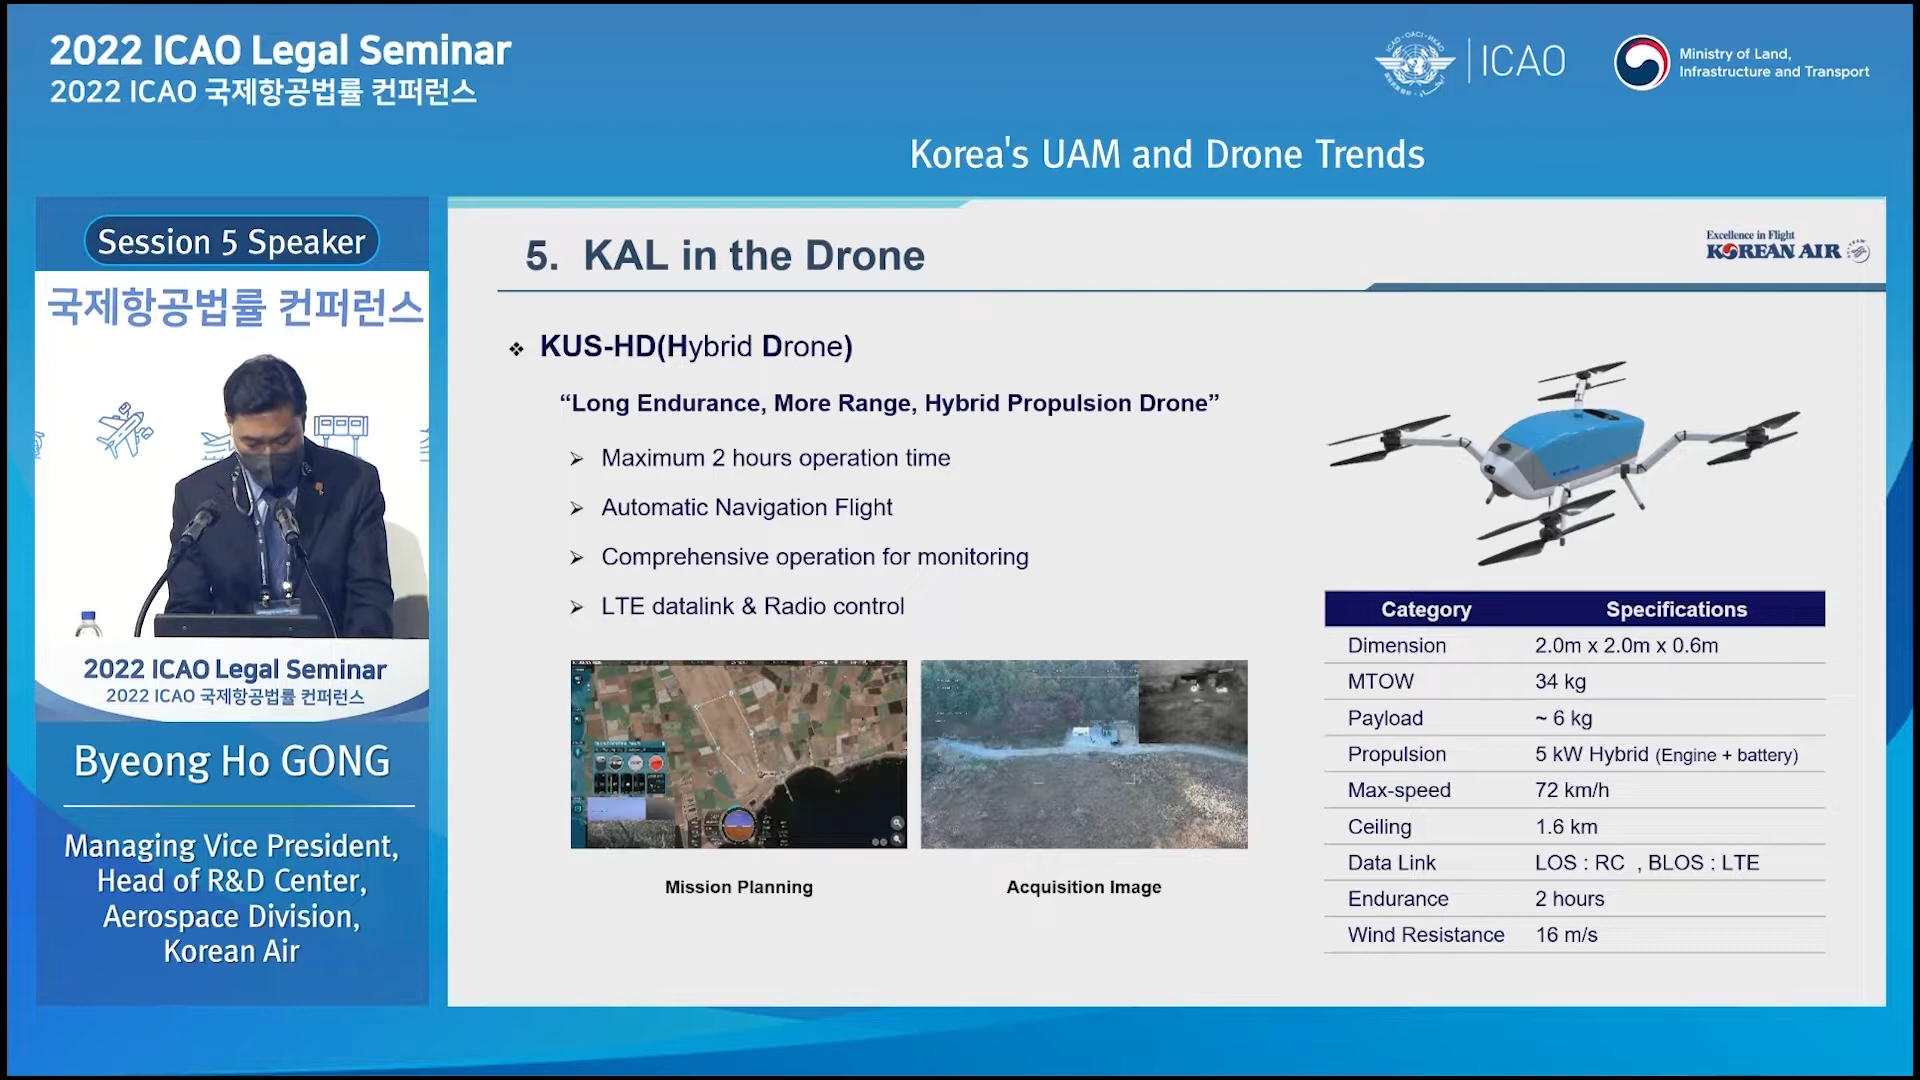 2022 ICAO Legal Seminar
2022 ICAO 국제항공법률 컨퍼런스
ICAO
Ministry of Land,
Infrastructure and Transport
Korea's UAM and Drone Trends
Session 5 Speaker
국제항공법률 컨퍼런스
2022 ICAO Legal Seminar
2022 ICAO 국제항공법률 컨퍼런스
Byeong Ho GONG
Managing Vice President,
Head of R&D Center,
Aerospace Division,
Korean Air
5. KAL in the Drone
Excellence in Flight
KOREAN AIR
❖ KUS-HD(Hybrid Drone)
“Long Endurance, More Range, Hybrid Propulsion Drone”
➢ Maximum 2 hours operation time
➢ Automatic Navigation Flight
➢ Comprehensive operation for monitoring
➢ LTE datalink & Radio control
Mission Planning
Acquisition Image
Category Specifications
Dimension 2.0m x 2.0m x 0.6m
MTOW 34 kg
Payload ~ 6 kg
Propulsion 5 kW Hybrid (Engine + battery)
Max-speed 72 km/h
Ceiling 1.6 km
Data Link LOS : RC , BLOS : LTE
Endurance 2 hours
Wind Resistance 16 m/s